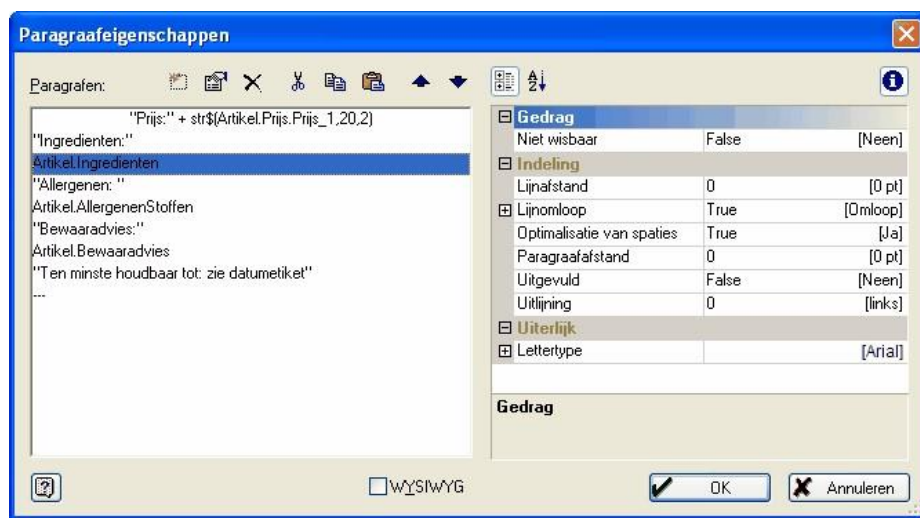 Paragraafeigenschappen
Paragrafen:
"Prijs:" + str$(Artikel.Prijs.Prijs_1,20,2)
"Ingredienten:"
Artikel.Ingredienten
"Allergenen: "
Artikel.AllergenenStoffen
"Bewaaradvies:"
Artikel.Bewaaradvies
"Ten minste houdbaar tot: zie datumetiket"
---
Gedrag
Niet wisbaar False [Neen]
Indeling
Lijnafstand 0 [0 pt]
Lijnomloop True [Omloop]
Optimalisatie van spaties True [Ja]
Paragraafafstand 0 [0 pt]
Uitgevuld False [Neen]
Uitlijning 0 [links]
Uiterlijk
Lettertype [Arial]
Gedrag
WYSIWYG
OK
Annuleren